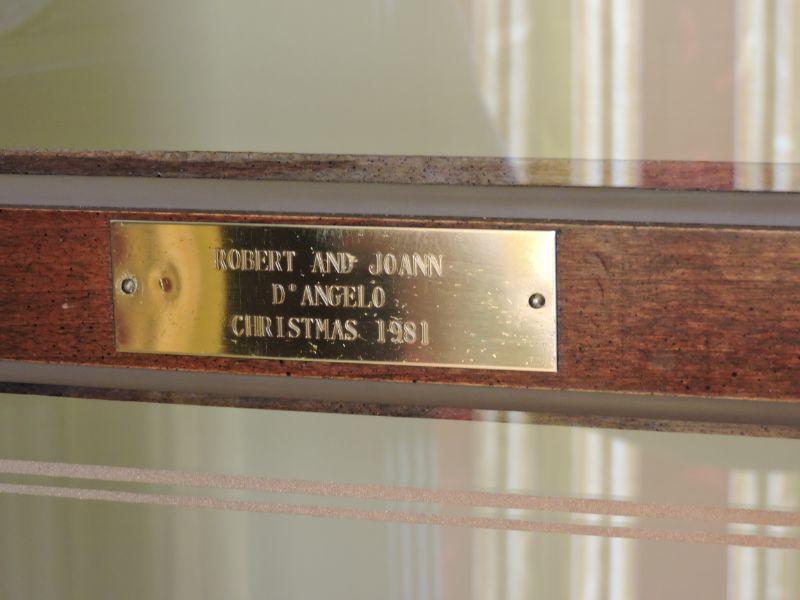 ROBERT AND JOANN
D'ANGELO
CHRISTMAS 1981